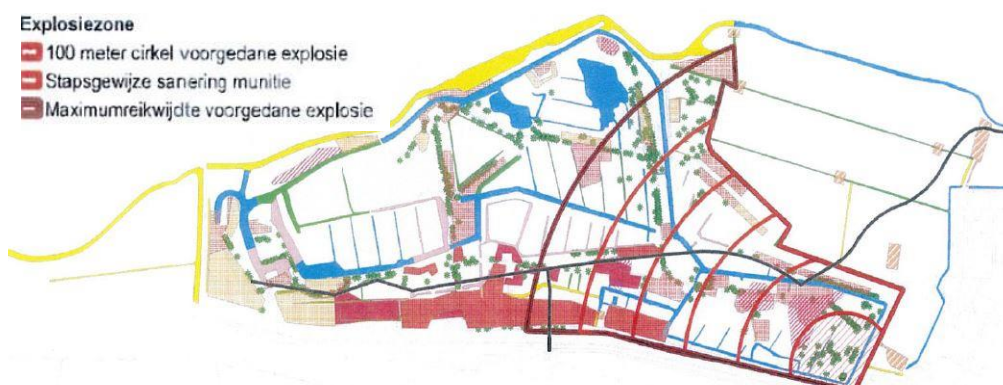 Explosiezone
100 meter cirkel voorgedane explosie
Stapsgewijze sanering munitie
Maximumreikwijdte voorgedane explosie